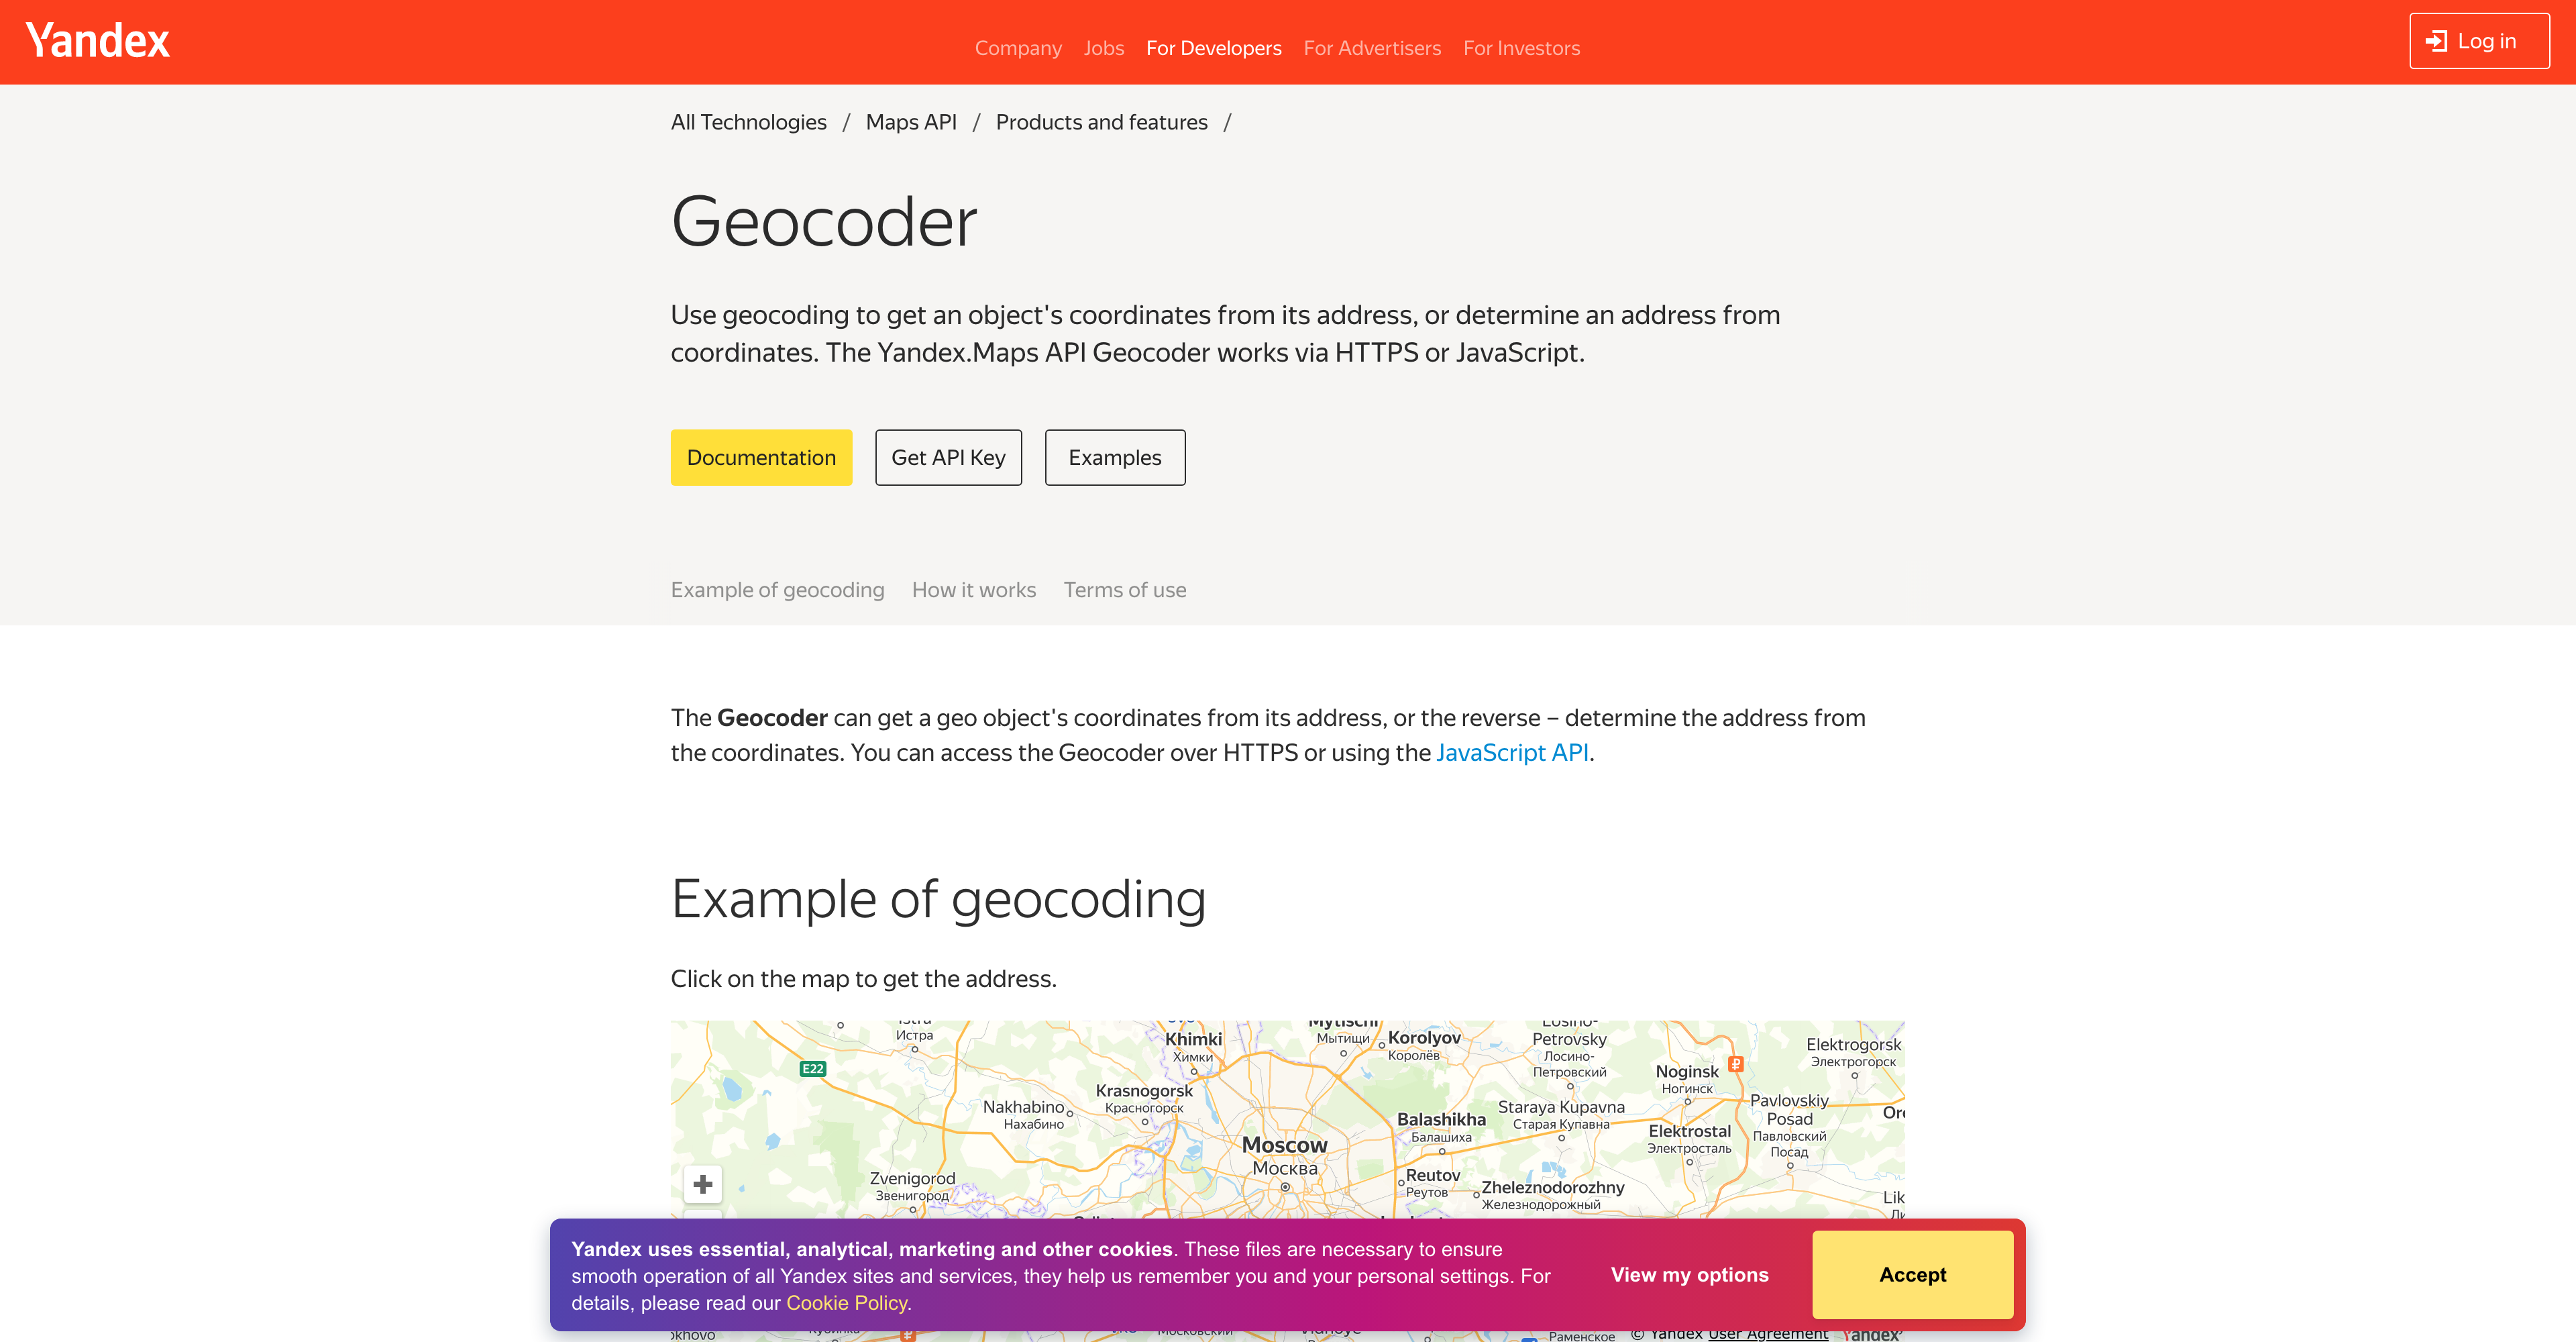 Yandex
Company Jobs For Developers For Advertisers For Investors
Log in
All Technologies / Maps API / Products and features /
Geocoder
Use geocoding to get an object's coordinates from its address, or determine an address from
coordinates. The Yandex.Maps API Geocoder works via HTTPS or JavaScript.
Documentation
Get API Key
Examples
Example of geocoding How it works Terms of use
The Geocoder can get a geo object's coordinates from its address, or the reverse – determine the address from
the coordinates. You can access the Geocoder over HTTPS or using the JavaScript API.
Example of geocoding
Click on the map to get the address.
Истра
E22
Khimki
Химки
Mytischi
Мытищи
Korolyov
Королёв
Losino-
Petrovsky
Лосино-
Петровский
Elektrogorsk
Электрогорск
Noginsk
Ногинск
Krasnogorsk
Красногорск
Nakhabino
Нахабино
Balashikha
Балашиха
Staraya Kupavna
Старая Купавна
Pavlovskiy
Posad
Павловский
Посад
Elektrostal
Электросталь
Moscow
Москва
Zvenigorod
Звенигород
Reutov
Реутов
Zheleznodorozhny
Железнодорожный
Lik
Yandex uses essential, analytical, marketing and other cookies. These files are necessary to ensure
smooth operation of all Yandex sites and services, they help us remember you and your personal settings. For
details, please read our Cookie Policy.
View my options
Accept
Раменское
© Yandex User Agreement
Yandex